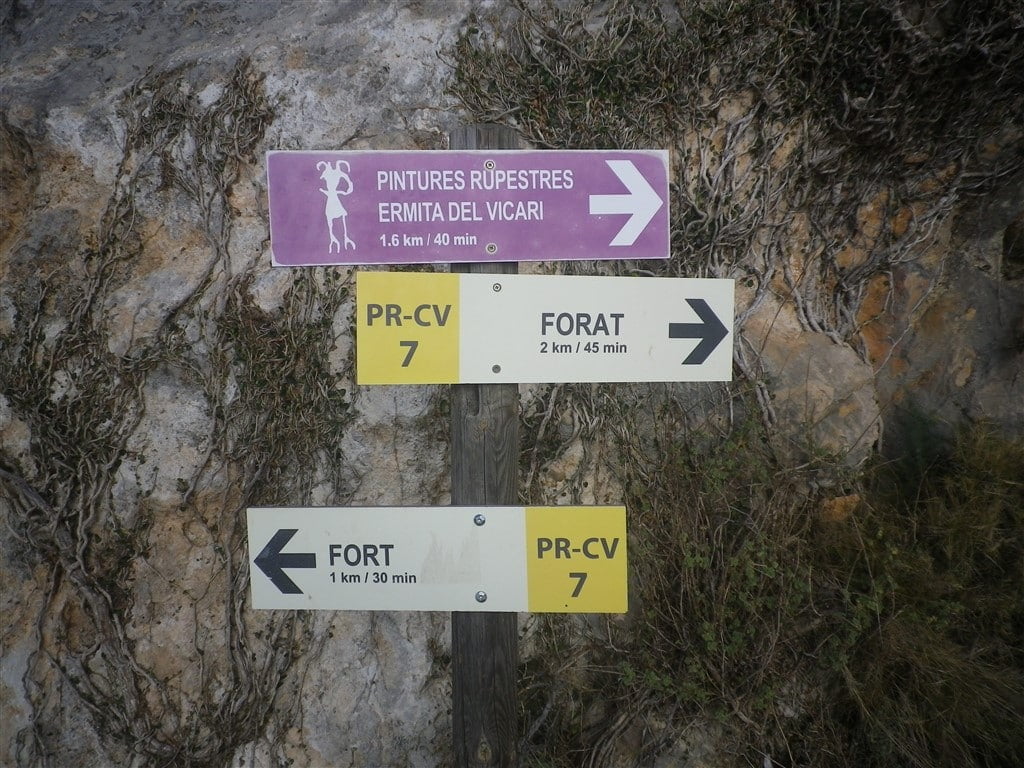 PINTURES RUPESTRES
ERMITA DEL VICARI
1.6 km / 40 min
PR-CV
7
FORAT
2 km / 45 min
FORT
1 km / 30 min
PR-CV
7